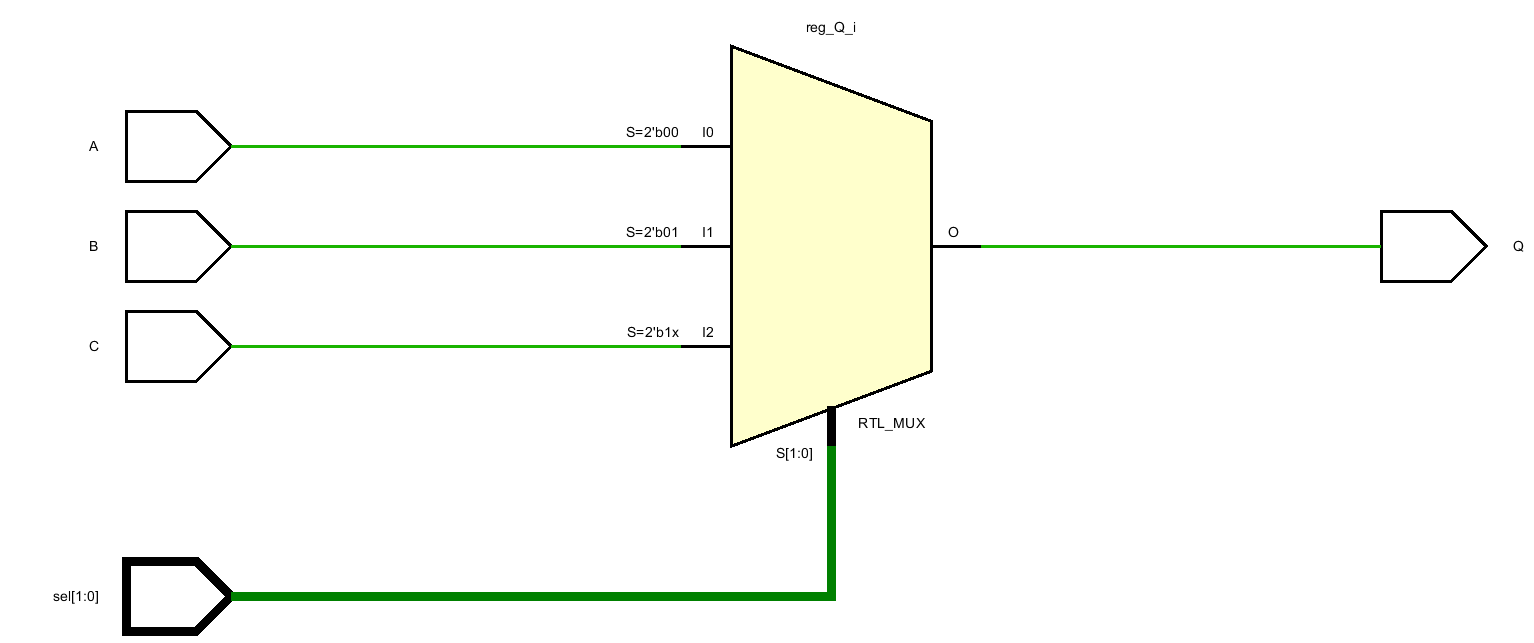 reg_Q_i
A
S=2'b00 I0
B
S=2'b01 I1
O
Q
C
S=2'b1x I2
RTL_MUX
S[1:0]
sel[1:0]